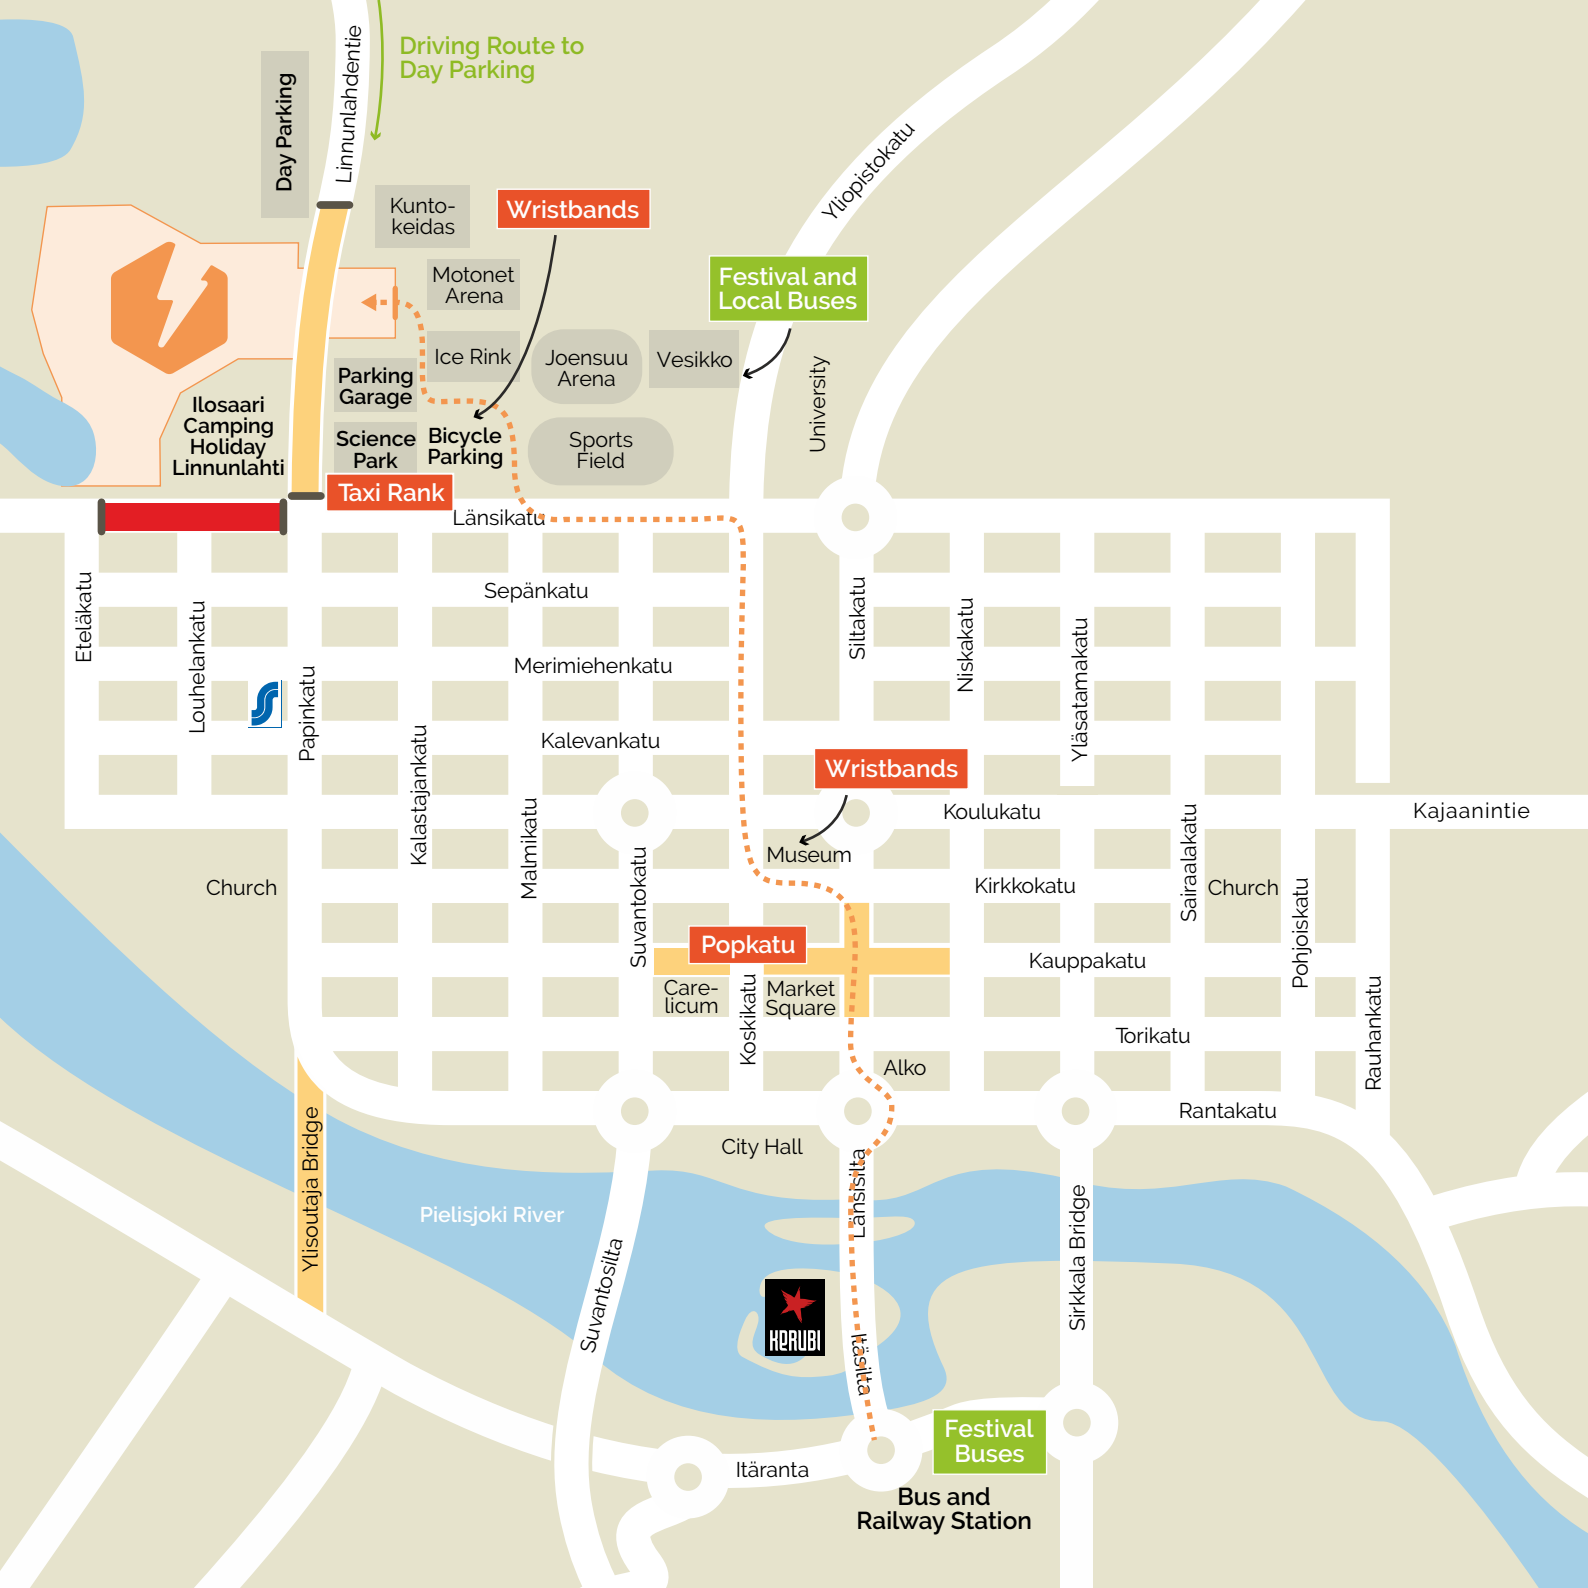 Driving Route to
Day Parking
Linnunlahdentie
Day Parking
Yliopistokatu
Kunto-
keidas
Wristbands
Motonet
Arena
Festival and
Local Buses
Ice Rink
Joensuu
Arena
Vesikko
University
Parking
Garage
Ilosaari
Camping
Holiday
Linnunlahti
Science
Park
Bicycle
Parking
Sports
Field
Taxi Rank
Länsikatu
Eteläkatu
Louhelankatu
Papinkatu
Sepänkatu
Siltakatu
Niskakatu
Yläsatamakatu
Merimiehenkatu
Kalastajankatu
Kalevankatu
Wristbands
Malmikatu
Koulukatu
Kajaanintie
Suvantokatu
Museum
Sairaalakatu
Church
Kirkkokatu
Church
Pohjoiskatu
Popkatu
Kauppakatu
Care-
licum
Koskikatu
Market
Square
Rauhankatu
Torikatu
Alko
Rantakatu
Ylisoutaja Bridge
City Hall
Länsisilta
Pielisjoki River
Suvantosilta
Sirkkala Bridge
KERUBI
Itäsilta
Festival
Buses
Itäranta
Bus and
Railway Station